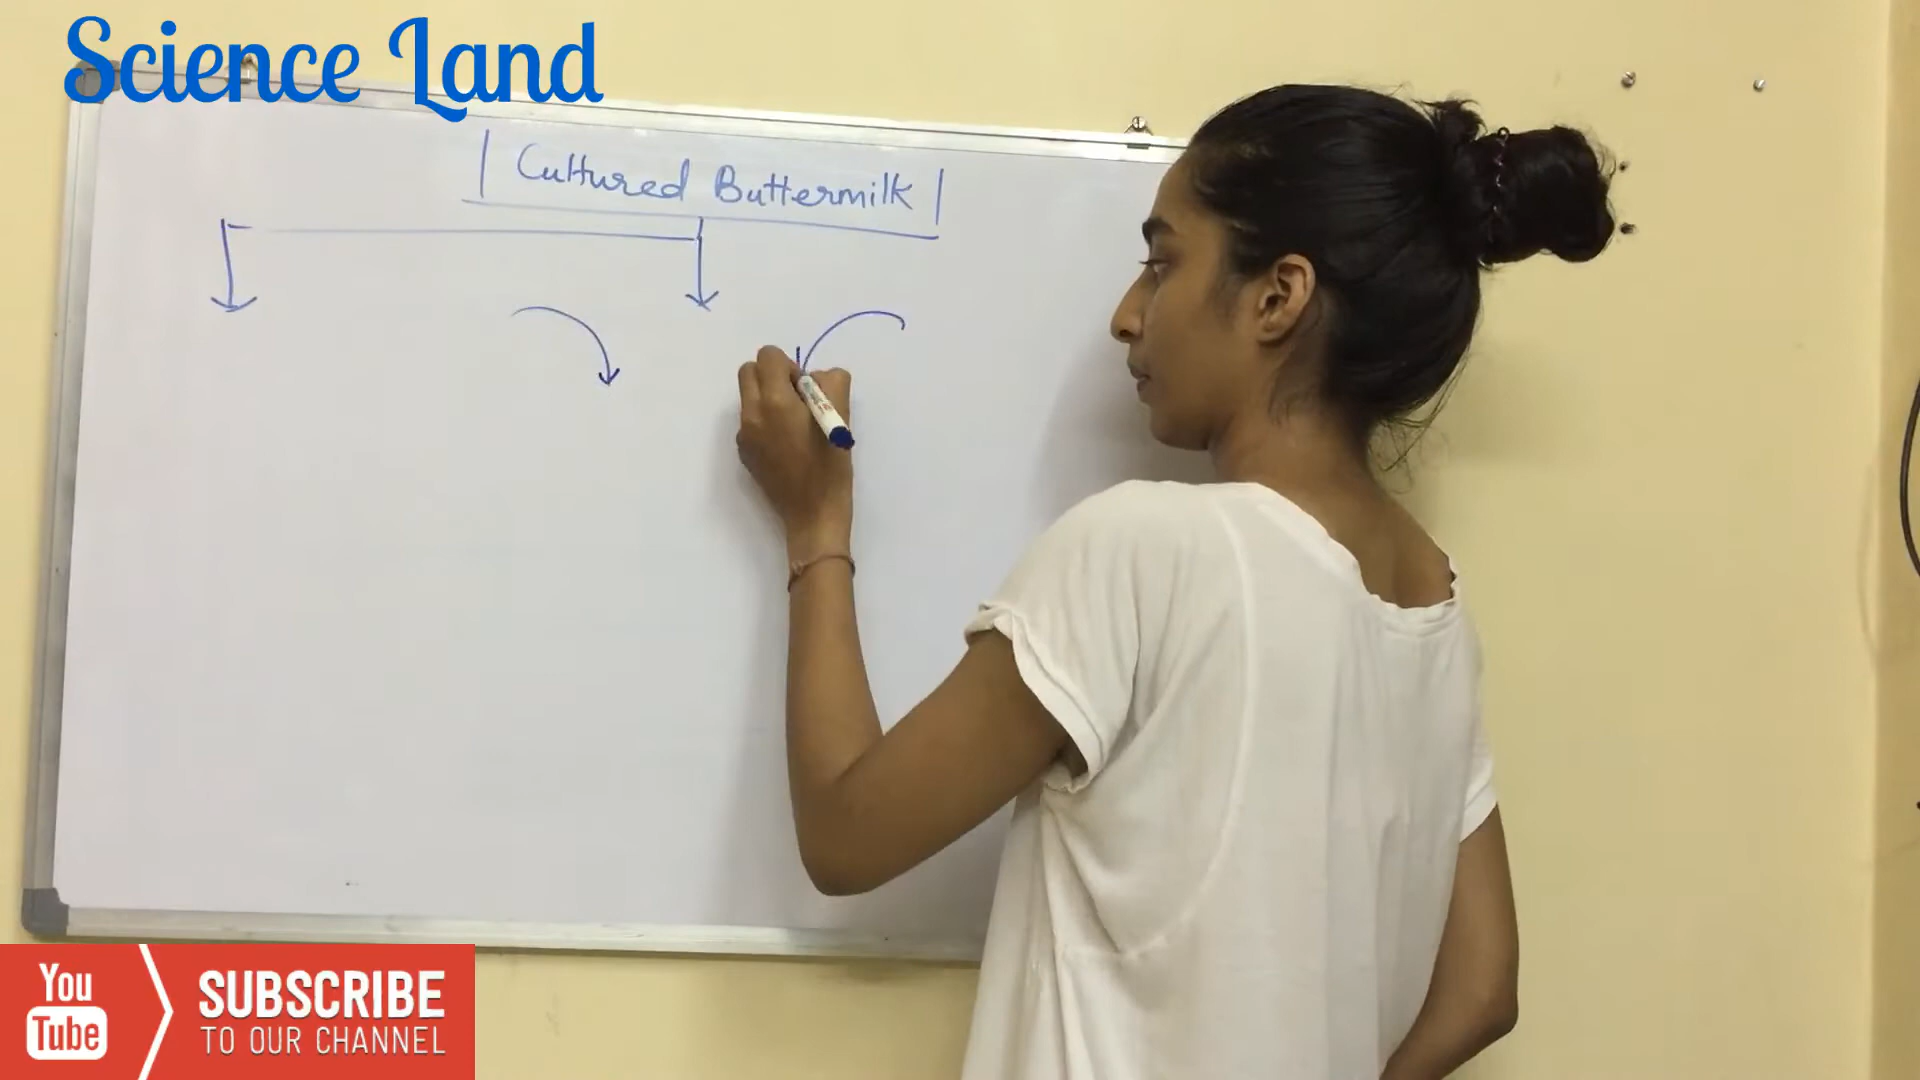 Science Land
Cultured Buttermilk
You
Tube
SUBSCRIBE
TO OUR CHANNEL